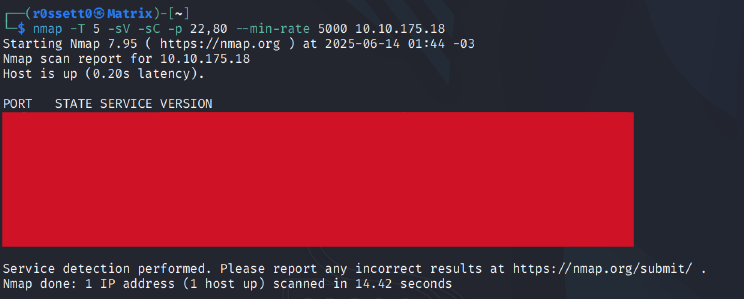 ┌──(r0ssett0㉿Matrix)-[~]
└─$ nmap -T 5 -sV -sC -p 22,80 --min-rate 5000 10.10.175.18
Starting Nmap 7.95 ( https://nmap.org ) at 2025-06-14 01:44 -03
Nmap scan report for 10.10.175.18
Host is up (0.20s latency).
PORT   STATE SERVICE VERSION
Service detection performed. Please report any incorrect results at https://nmap.org/submit/ .
Nmap done: 1 IP address (1 host up) scanned in 14.42 seconds